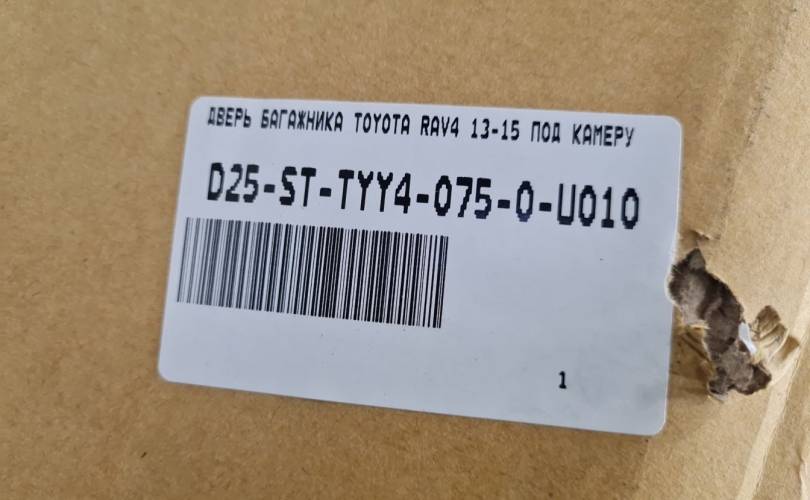 ДВЕРЬ БАГАЖНИКА TOYOTA RAV4 13-15 ПОД КАМЕРУ
D25-ST-TYY4-075-0-U010
1